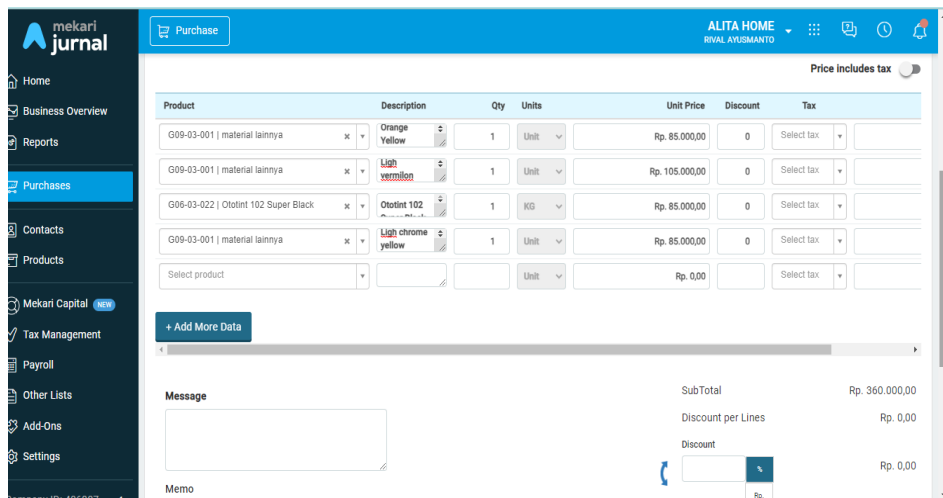 mekari
jurnal
Purchase
ALITA HOME
RIVAL AYUSMANTO
Home
Business Overview
Reports
Purchases
Contacts
Products
Mekari Capital NEW
Tax Management
Payroll
Other Lists
Add-Ons
Settings
Price includes tax
Product Description Qty Units Unit Price Discount Tax
G09-03-001 | material lainnya Orange Yellow 1 Unit Rp. 85.000,00 0 Select tax
G09-03-001 | material lainnya Ligh vermilon 1 Unit Rp. 105.000,00 0 Select tax
G06-03-022 | Ototint 102 Super Black Ototint 102 1 KG Rp. 85.000,00 0 Select tax
G09-03-001 | material lainnya Ligh chrome yellow 1 Unit Rp. 85.000,00 0 Select tax
Select product Unit Rp. 0,00 Select tax
+ Add More Data
Message
SubTotal Rp. 360.000,00
Discount per Lines Rp. 0,00
Discount
% Rp. 0,00
Rp.
Memo